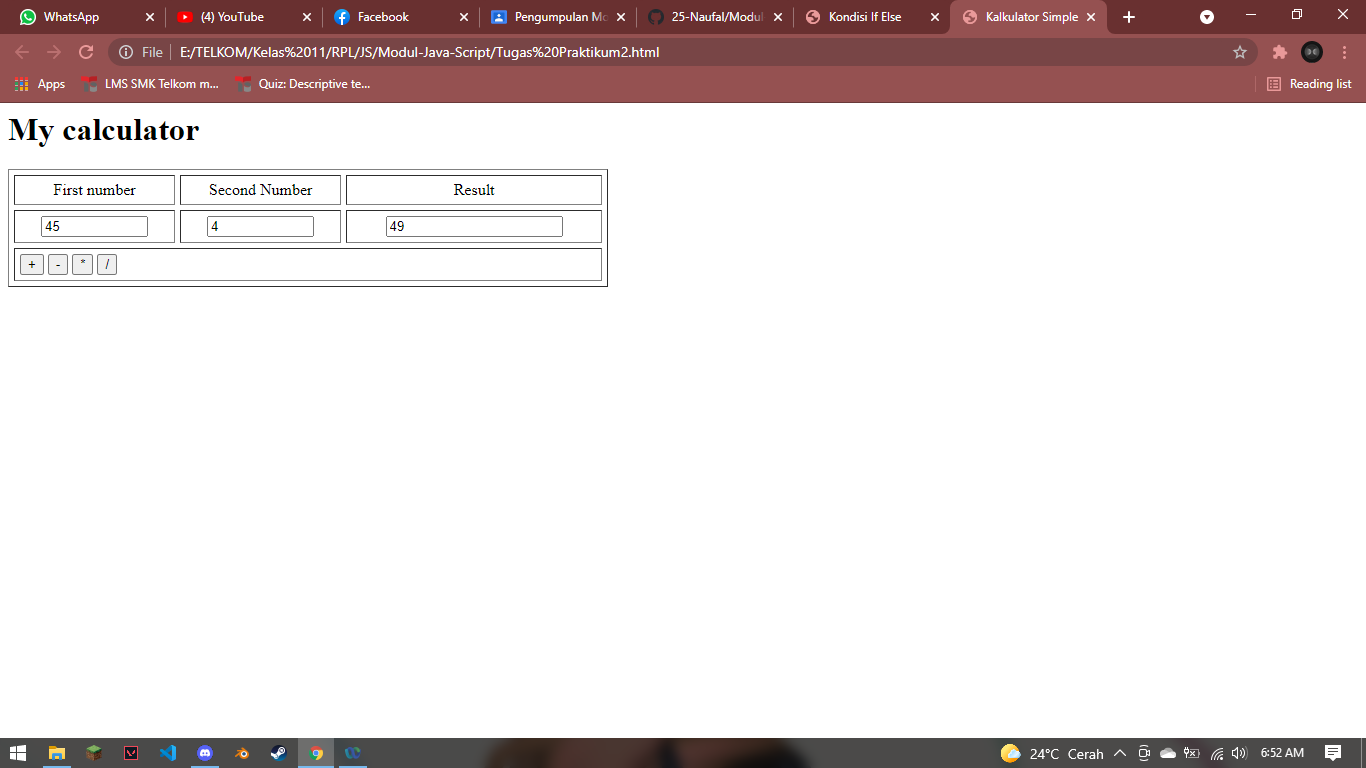 WhatsApp (4) YouTube Facebook Pengumpulan Mo 25-Naufal/Modul Kondisi If Else Kalkulator Simple
File E:/TELKOM/Kelas%2011/RPL/JS/Modul-Java-Script/Tugas%20Praktikum2.html
Apps LMS SMK Telkom m... Quiz: Descriptive te... Reading list
My calculator
First number Second Number Result
45 4 49
+ - * /
24°C Cerah 6:52 AM